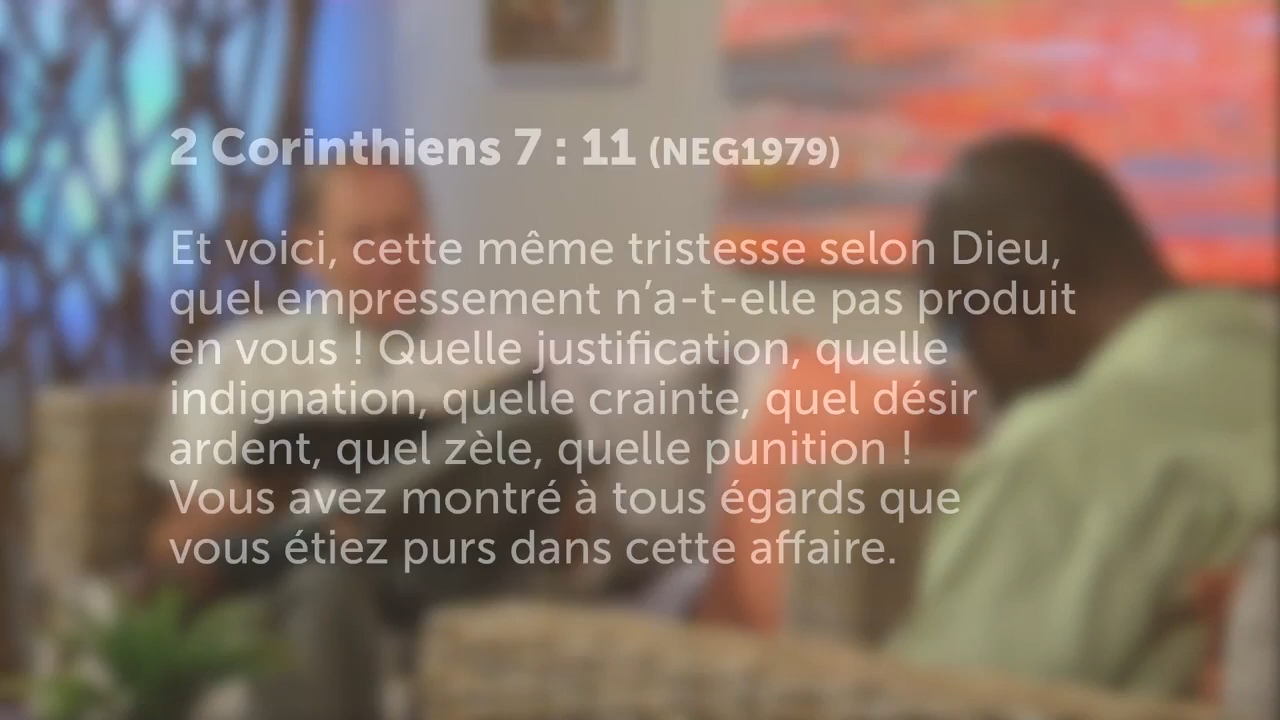 2 Corinthiens 7 : 11 (NEG1979)
Et voici, cette même tristesse selon Dieu,
quel empressement n’a-t-elle pas produit
en vous ! Quelle justification, quelle
indignation, quelle crainte, quel désir
ardent, quel zèle, quelle punition !
Vous avez montré à tous égards que
vous étiez purs dans cette affaire.